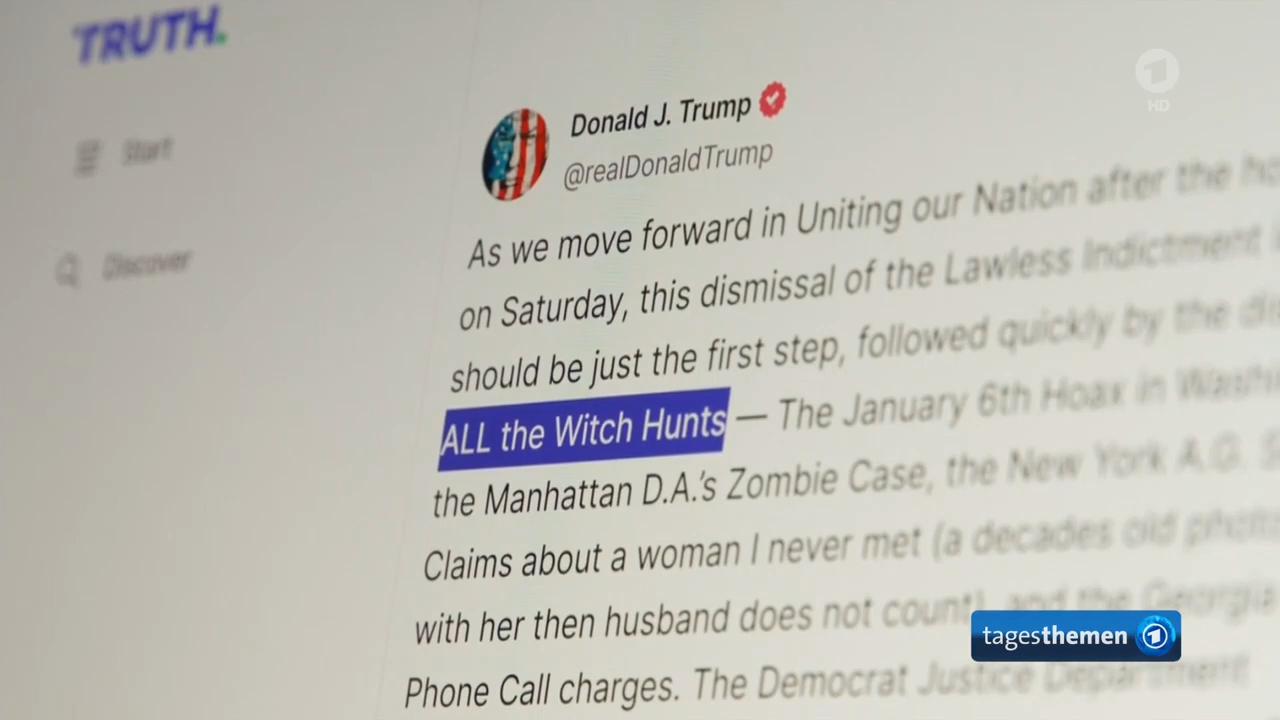 TRUTH.
Start
Discover
1
HD
Donald J. Trump
@realDonaldTrump
As we move forward in Uniting our Nation after the
on Saturday, this dismissal of the Lawless Indictment
should be just the first step, followed quickly by the
ALL the Witch Hunts — The January 6th Hoax in
the Manhattan D.A.'s Zombie Case, the New York A.G.
Claims about a woman I never met (a decades old
with her then husband does not count), and the Georgia
Phone Call charges. The Democrat Justice Department
tagesthemen 1